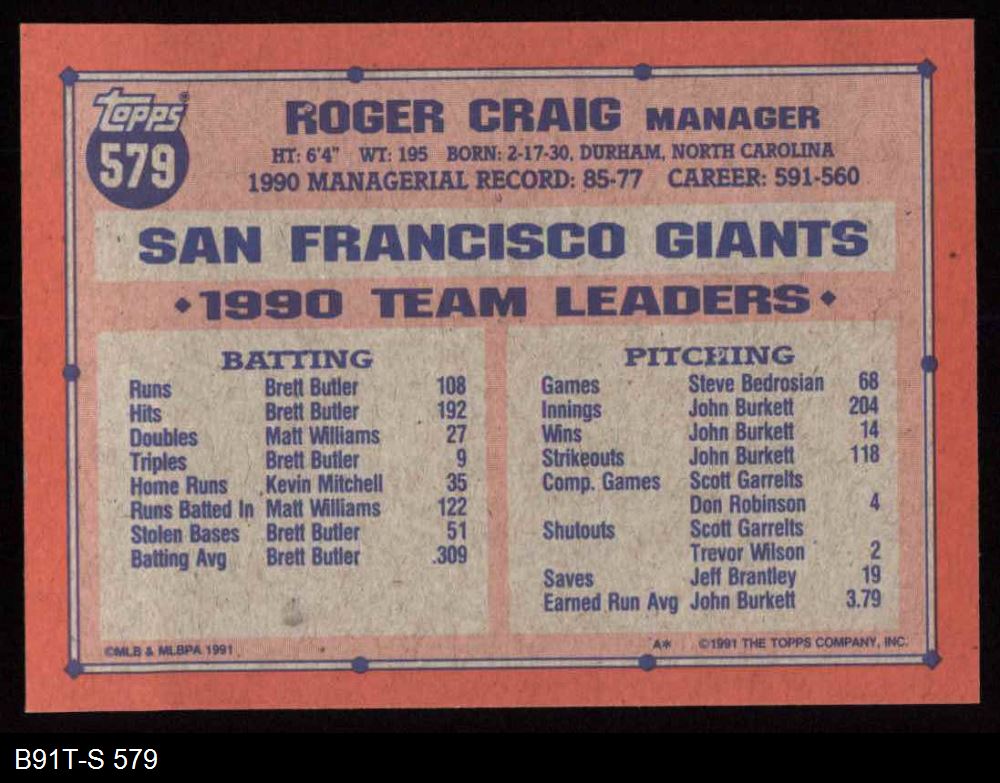 Topps®
579
ROGER CRAIG MANAGER
HT: 6'4" WT: 195 BORN: 2-17-30, DURHAM, NORTH CAROLINA
1990 MANAGERIAL RECORD: 85-77 CAREER: 591-560
SAN FRANCISCO GIANTS
•1990 TEAM LEADERS•
BATTING
Runs Brett Butler 108
Hits Brett Butler 192
Doubles Matt Williams 27
Triples Brett Butler 9
Home Runs Kevin Mitchell 35
Runs Batted In Matt Williams 122
Stolen Bases Brett Butler 51
Batting Avg Brett Butler .309
PITCHING
Games Steve Bedrosian 68
Innings John Burkett 204
Wins John Burkett 14
Strikeouts John Burkett 118
Comp. Games Scott Garrelts
Don Robinson 4
Shutouts Scott Garrelts
Trevor Wilson 2
Saves Jeff Brantley 19
Earned Run Avg John Burkett 3.79
©MLB & MLBPA 1991
A* ©1991 THE TOPPS COMPANY, INC.
B91T-S 579